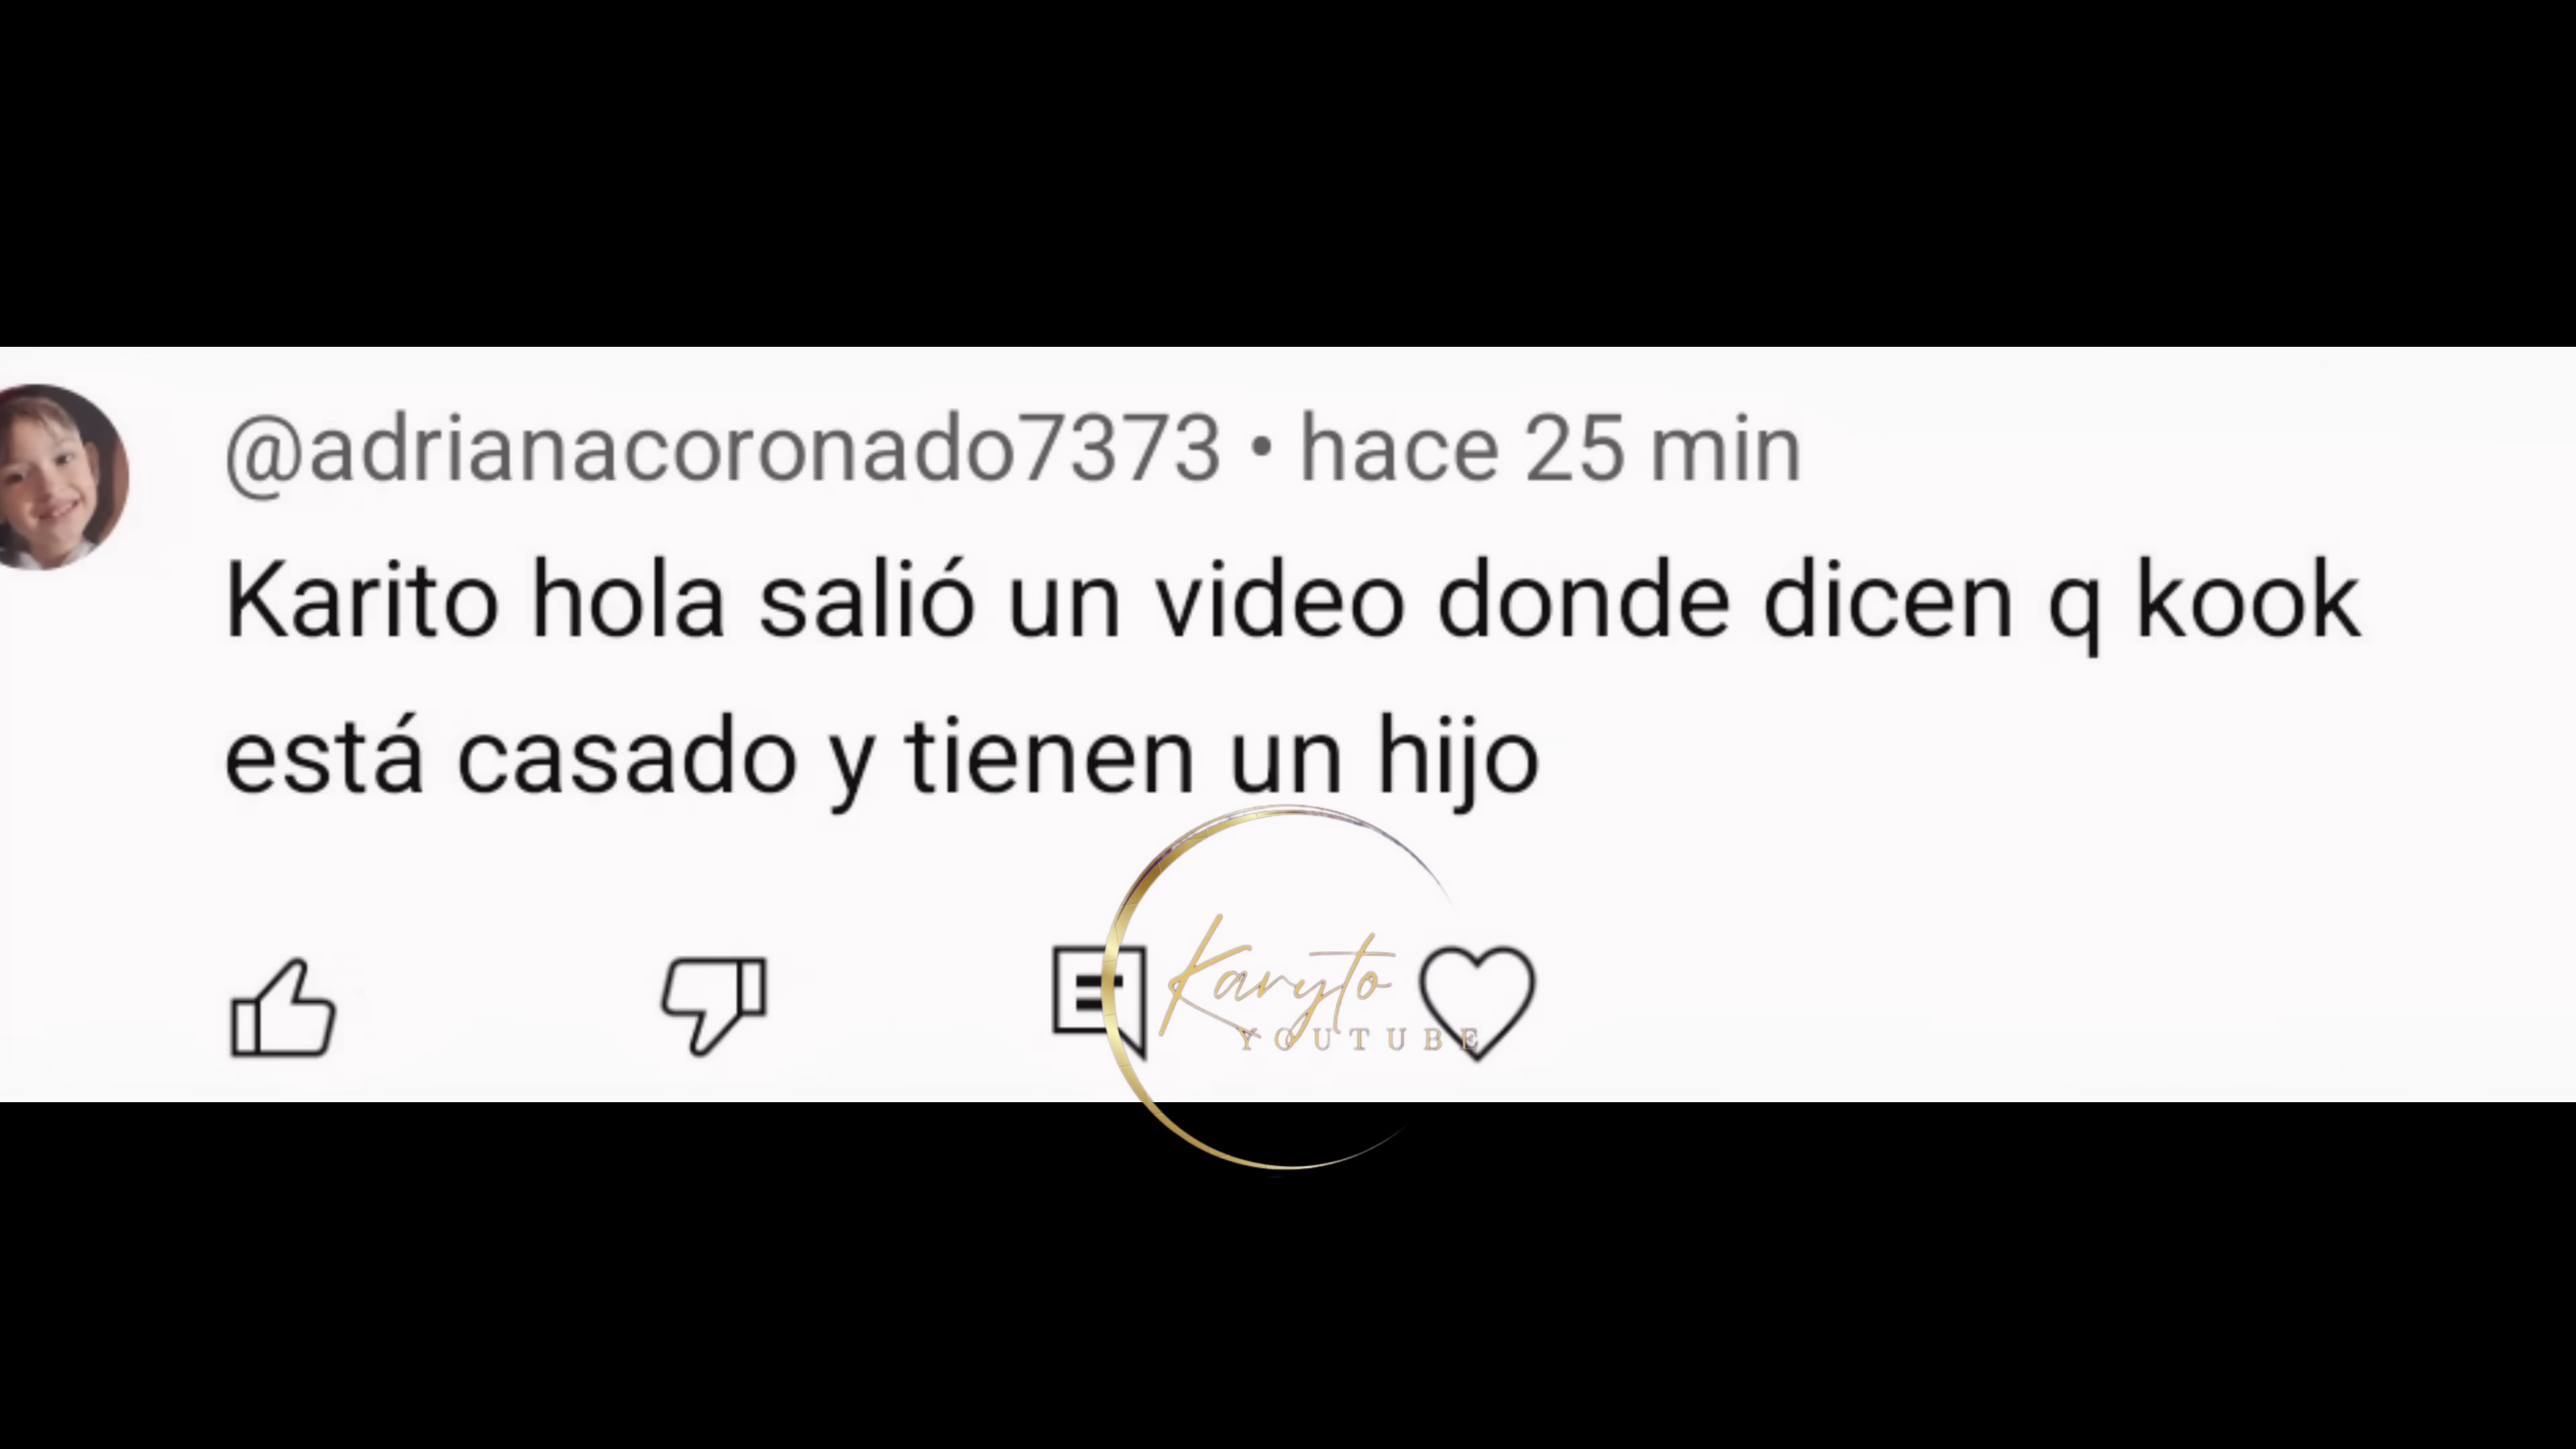 @adrianacoronado7373 • hace 25 min
Karito hola salió un video donde dicen q kook
está casado y tienen un hijo
Karyto
YOUTUBE